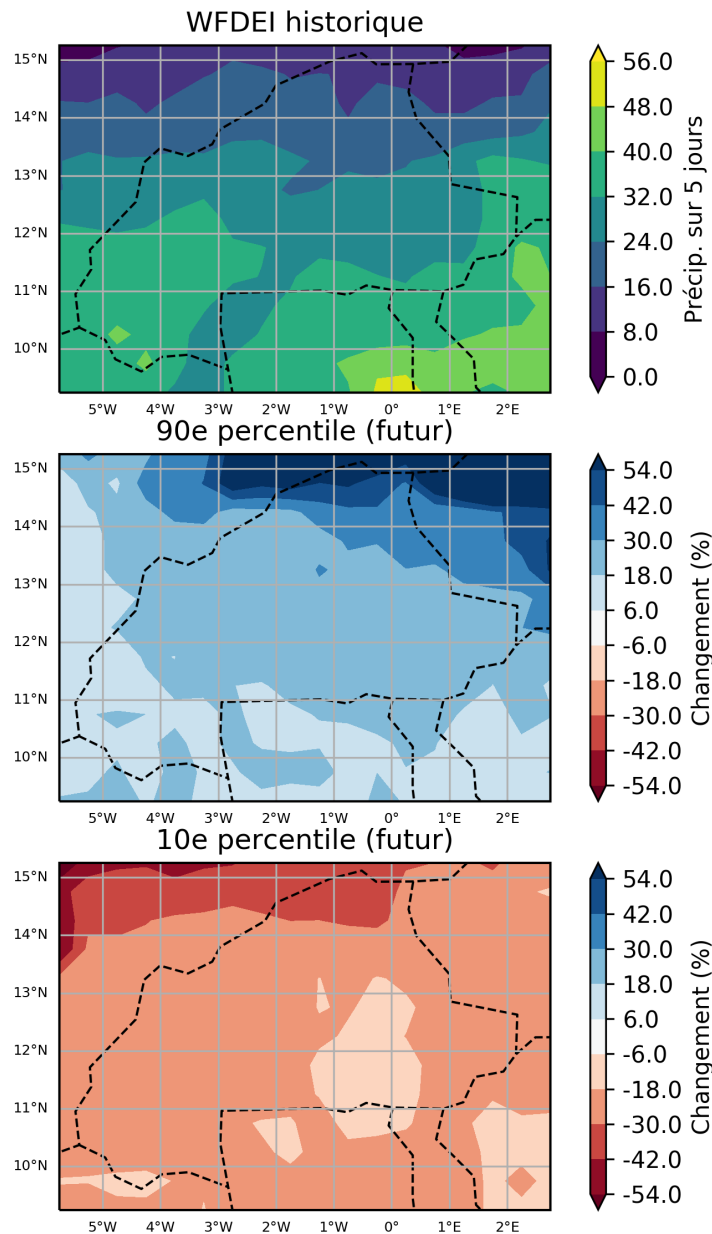 WFDEI historique
15°N
14°N
13°N
12°N
11°N
10°N
5°W 4°W 3°W 2°W 1°W 0° 1°E 2°E
56.0
48.0
40.0
32.0
24.0
16.0
8.0
0.0
Précip. sur 5 jours
90e percentile (futur)
15°N
14°N
13°N
12°N
11°N
10°N
5°W 4°W 3°W 2°W 1°W 0° 1°E 2°E
54.0
42.0
30.0
18.0
6.0
-6.0
-18.0
-30.0
-42.0
-54.0
Changement (%)
10e percentile (futur)
15°N
14°N
13°N
12°N
11°N
10°N
5°W 4°W 3°W 2°W 1°W 0° 1°E 2°E
54.0
42.0
30.0
18.0
6.0
-6.0
-18.0
-30.0
-42.0
-54.0
Changement (%)